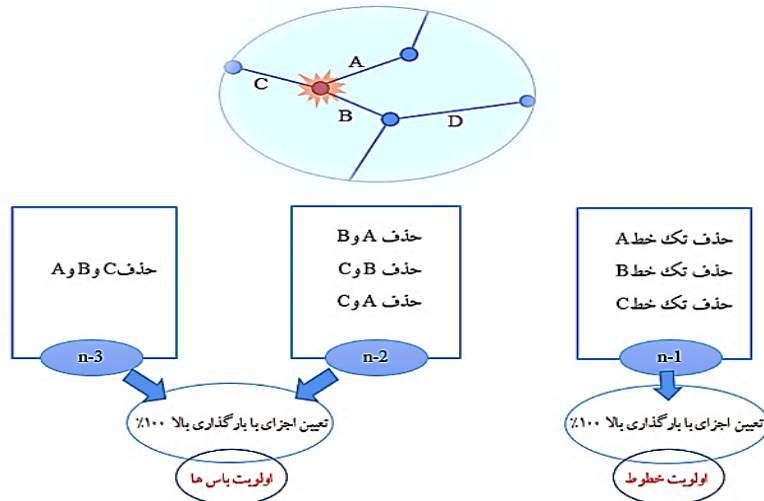 A
C
B
D
حذف تک خط A
حذف تک خط B
حذف تک خط C
n-1
تعیین اجزای با بارگذاری بالا ۱۰۰٪
اولویت خطوط
حذف A و B
حذف B و C
حذف A و C
n-2
حذف C و B و A
n-3
تعیین اجزای با بارگذاری بالا ۱۰۰٪
اولویت باس ها